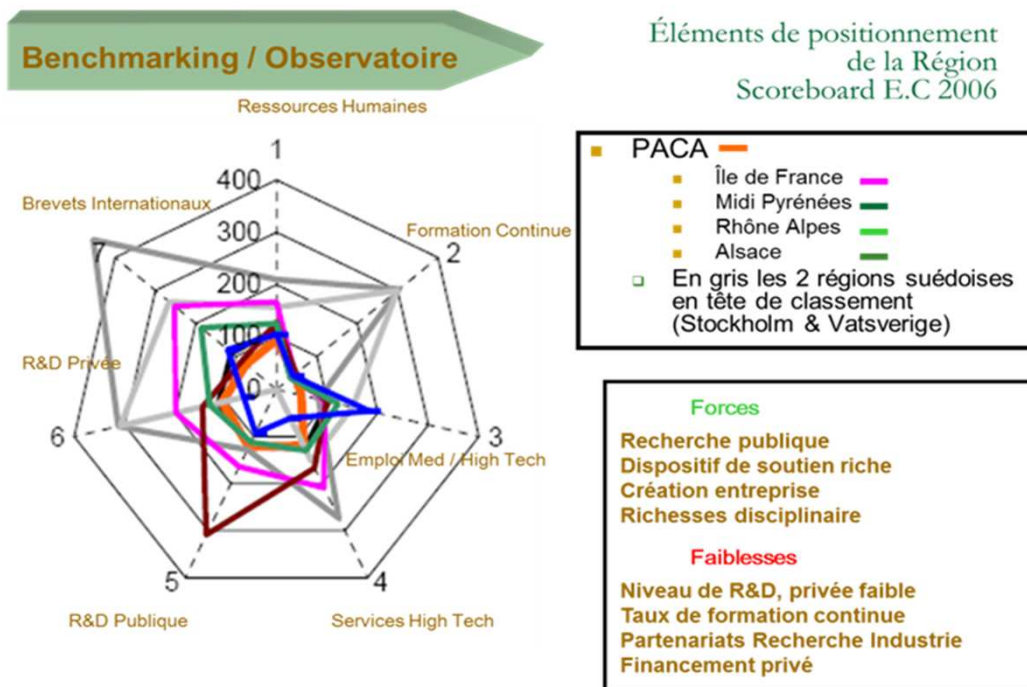 Benchmarking / Observatoire
Éléments de positionnement
de la Région
Scoreboard E.C 2006
Ressources Humaines
1
400
Brevets Internationaux
300
Formation Continue
7
2
200
100
R&D Privée
0
6
3
Emploi Med / High Tech
5
4
R&D Publique
Services High Tech
PACA
Île de France
Midi Pyrénées
Rhône Alpes
Alsace
En gris les 2 régions suédoises
en tête de classement
(Stockholm & Vatsverige)
Forces
Recherche publique
Dispositif de soutien riche
Création entreprise
Richesses disciplinaire
Faiblesses
Niveau de R&D, privée faible
Taux de formation continue
Partenariats Recherche Industrie
Financement privé